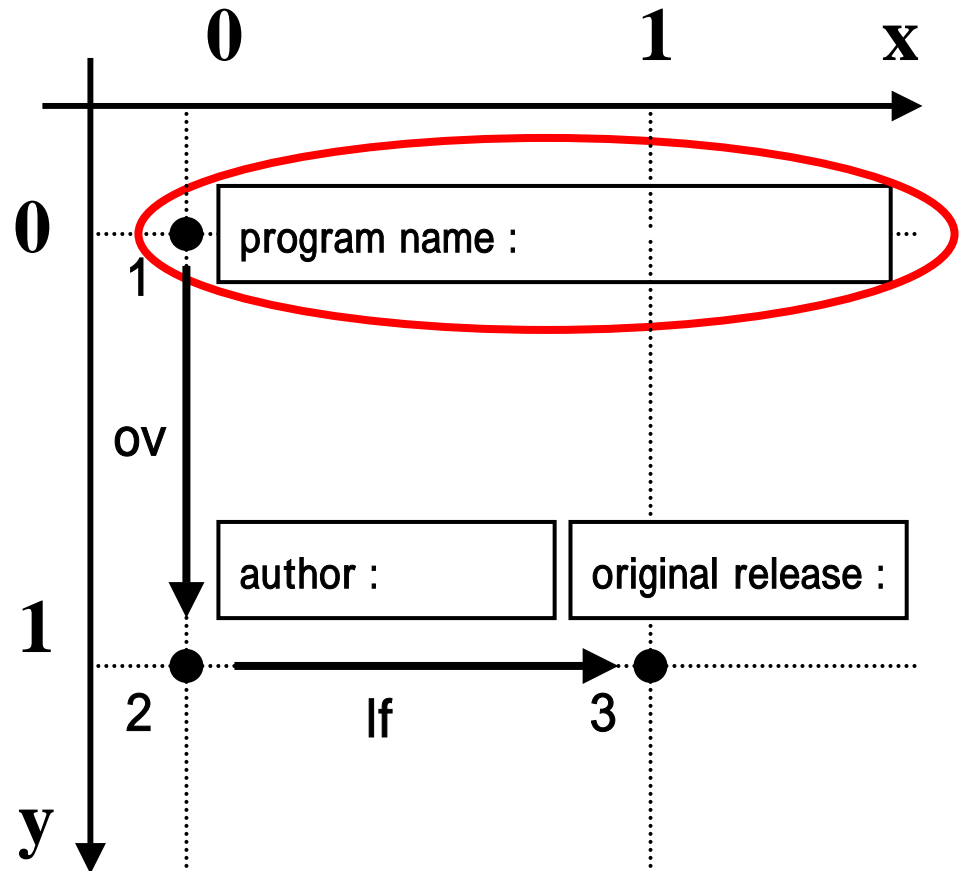 0 1 x
0
program name :
1
ov
author :
original release :
1
2
lf
3
y